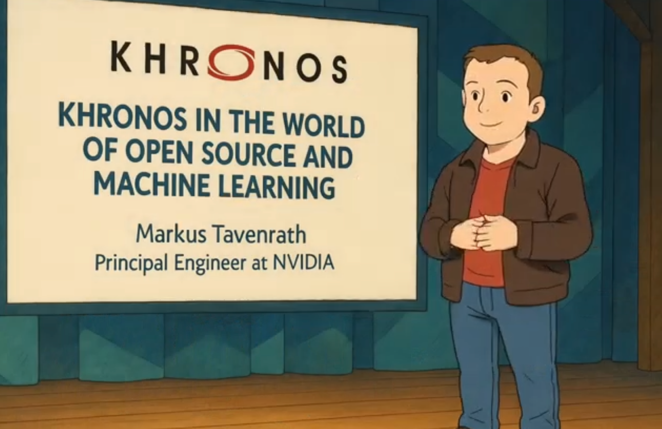 KHRONOS
KHRONOS IN THE WORLD
OF OPEN SOURCE AND
MACHINE LEARNING
Markus Tavenrath
Principal Engineer at NVIDIA